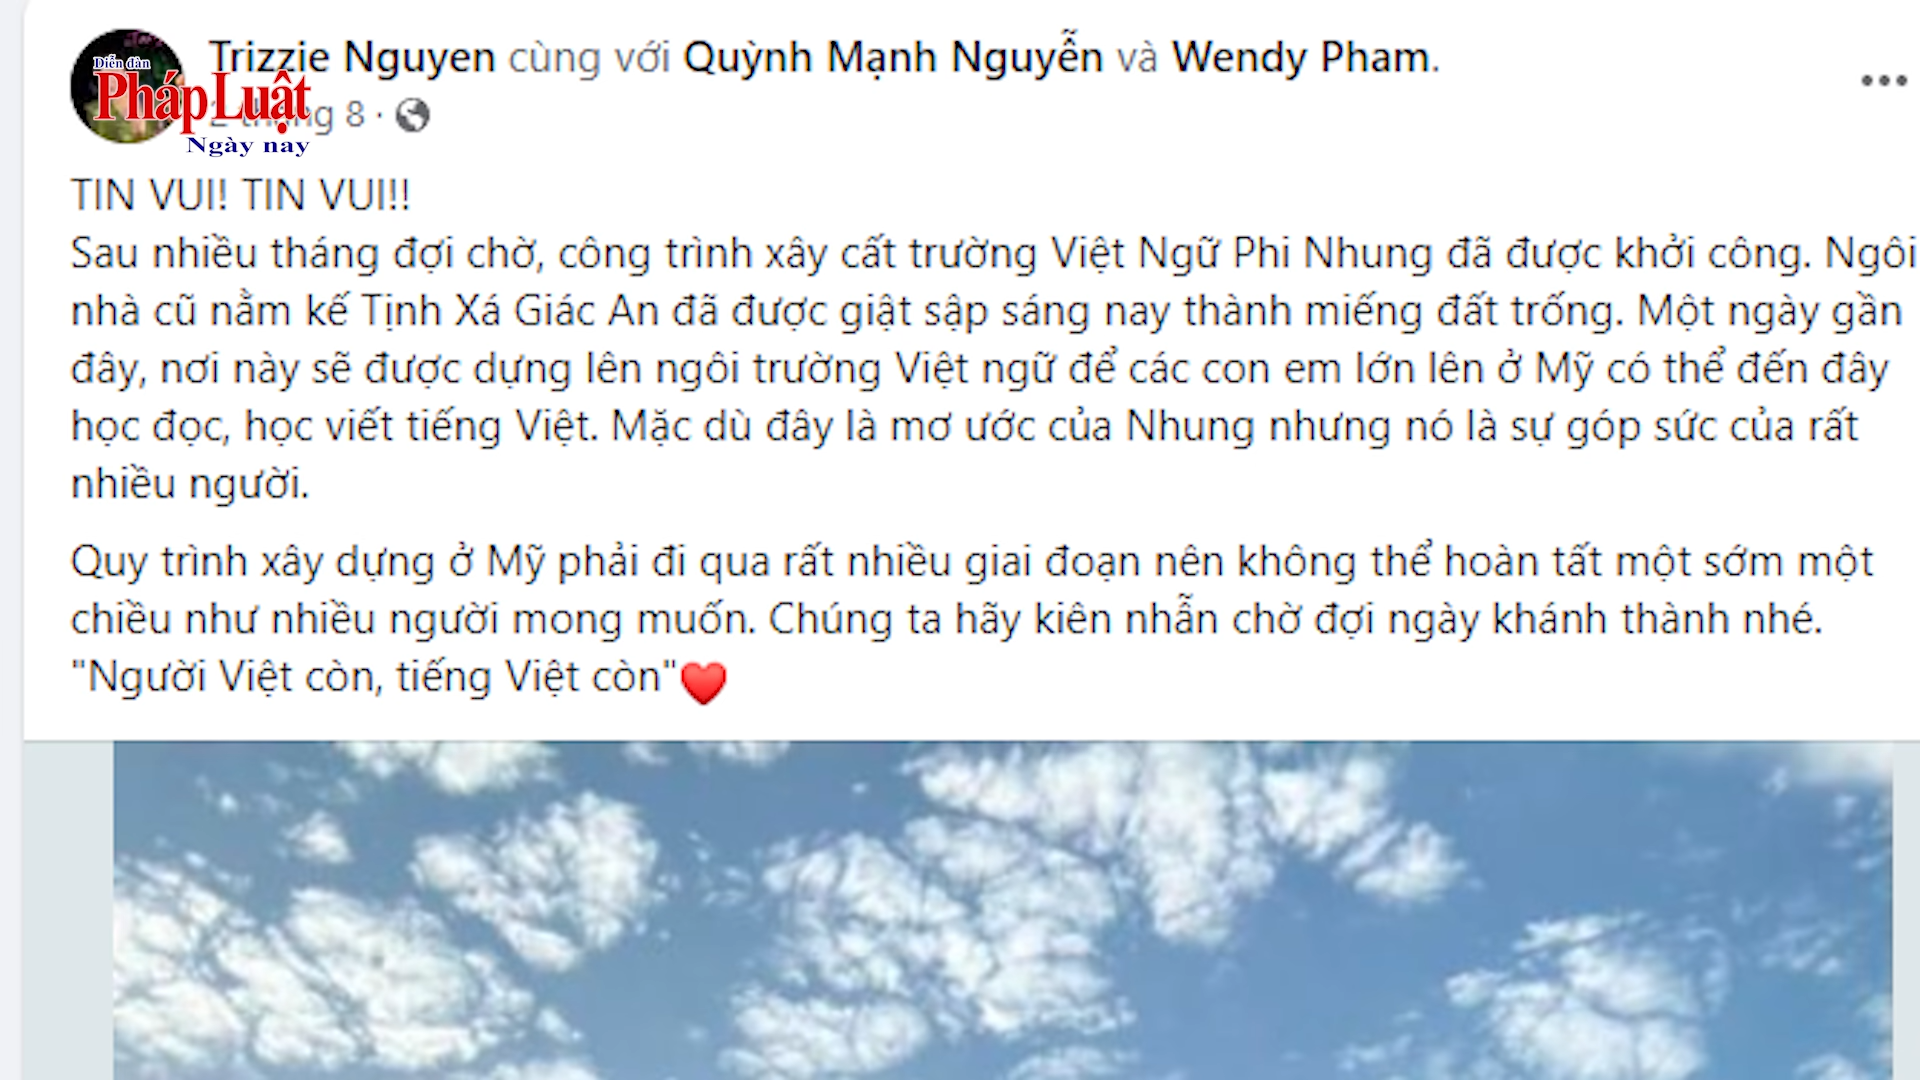 Trizzie Nguyen cùng với Quỳnh Mạnh Nguyễn và Wendy Pham.
Diễn đàn
Pháp Luật
Ngày nay
8 ·
TIN VUI! TIN VUI!!
Sau nhiều tháng đợi chờ, công trình xây cất trường Việt Ngữ Phi Nhung đã được khởi công. Ngôi
nhà cũ nằm kế Tịnh Xá Giác An đã được giật sập sáng nay thành miếng đất trống. Một ngày gần
đây, nơi này sẽ được dựng lên ngôi trường Việt ngữ để các con em lớn lên ở Mỹ có thể đến đây
học đọc, học viết tiếng Việt. Mặc dù đây là mơ ước của Nhung nhưng nó là sự góp sức của rất
nhiều người.
Quy trình xây dựng ở Mỹ phải đi qua rất nhiều giai đoạn nên không thể hoàn tất một sớm một
chiều như nhiều người mong muốn. Chúng ta hãy kiên nhẫn chờ đợi ngày khánh thành nhé.
"Người Việt còn, tiếng Việt còn"❤️